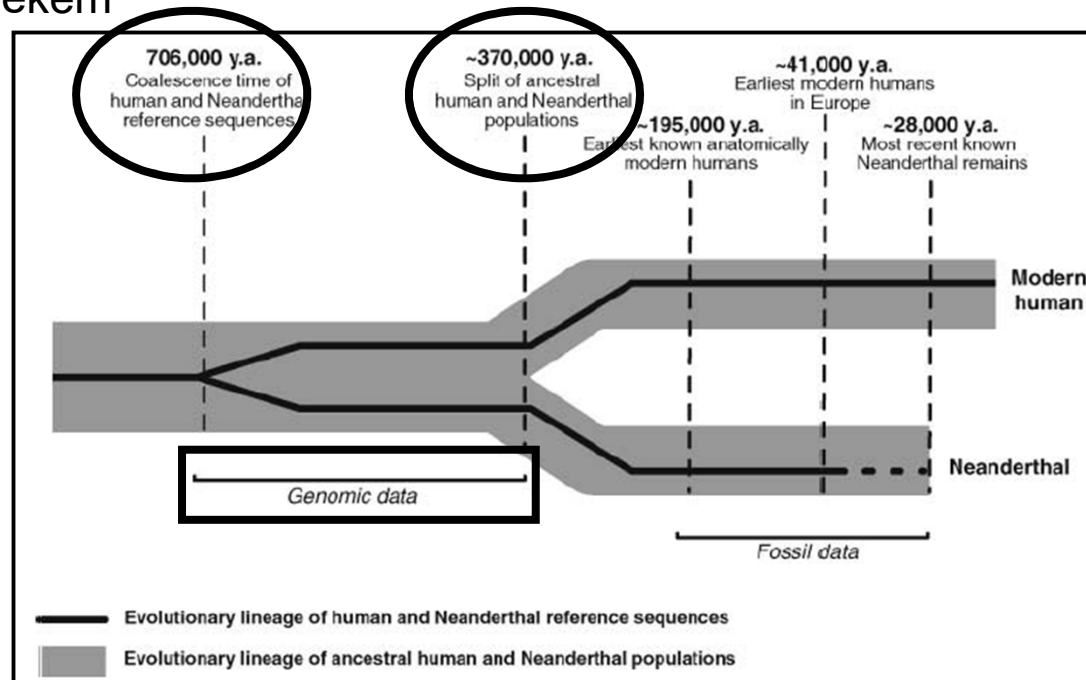 706,000 y.a.
Coalescence time of
human and Neandertha
reference sequences
~370,000 y.a.
Split of ancestral
human and Neanderthal
populations
~195,000 y.a.
Earliest known anatomically
modern humans
~41,000 y.a.
Earliest modern humans
in Europe
~28,000 y.a.
Most recent known
Neanderthal remains
Modern
human
Neanderthal
Genomic data
Fossil data
Evolutionary lineage of human and Neanderthal reference sequences
Evolutionary lineage of ancestral human and Neanderthal populations